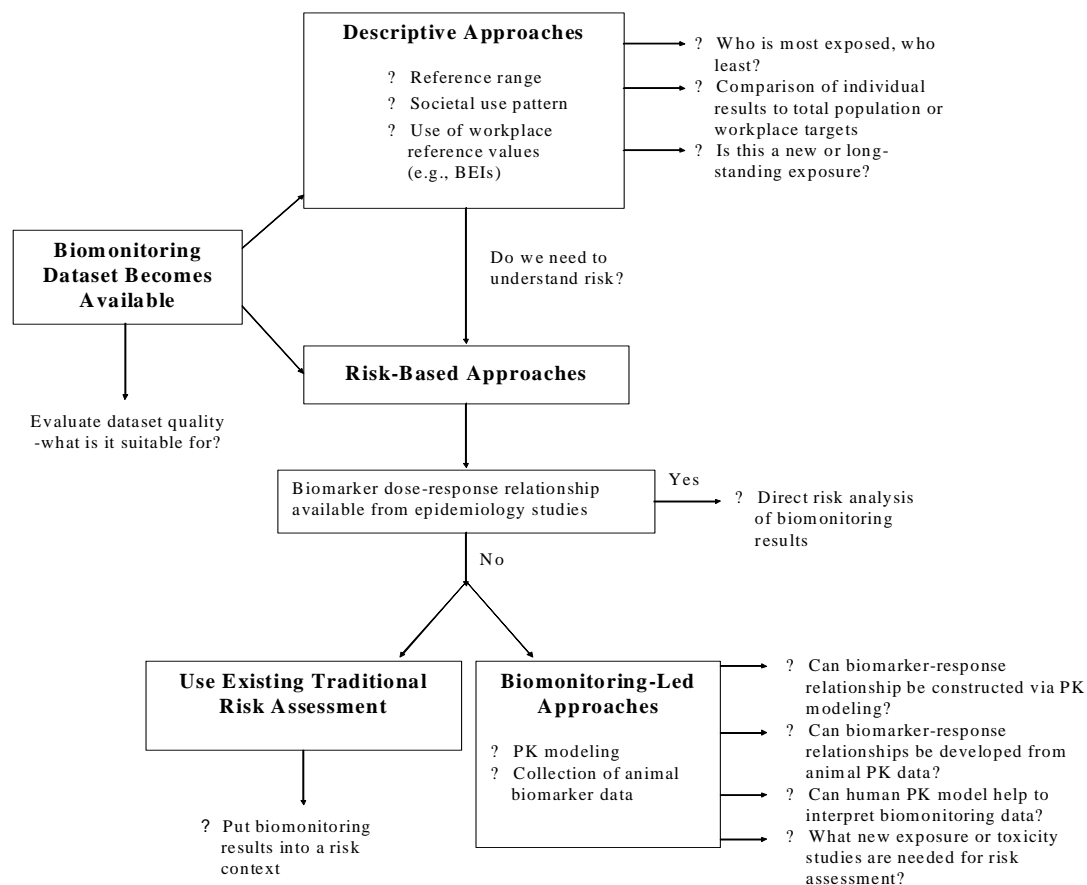 Descriptive Approaches
? Reference range
? Societal use pattern
? Use of workplace
reference values
(e.g., BEIs)
? Who is most exposed, who
least?
? Comparison of individual
results to total population or
workplace targets
? Is this a new or long-
standing exposure?
Biomonitoring
Dataset Becomes
Available
Do we need to
understand risk?
Evaluate dataset quality
-what is it suitable for?
Risk-Based Approaches
Biomarker dose-response relationship
available from epidemiology studies
Yes
? Direct risk analysis
of biomonitoring
results
No
Use Existing Traditional
Risk Assessment
? Put biomonitoring
results into a risk
context
Biomonitoring-Led
Approaches
? PK modeling
? Collection of animal
biomarker data
? Can biomarker-response
relationship be constructed via PK
modeling?
? Can biomarker-response
relationships be developed from
animal PK data?
? Can human PK model help to
interpret biomonitoring data?
? What new exposure or toxicity
studies are needed for risk
assessment?